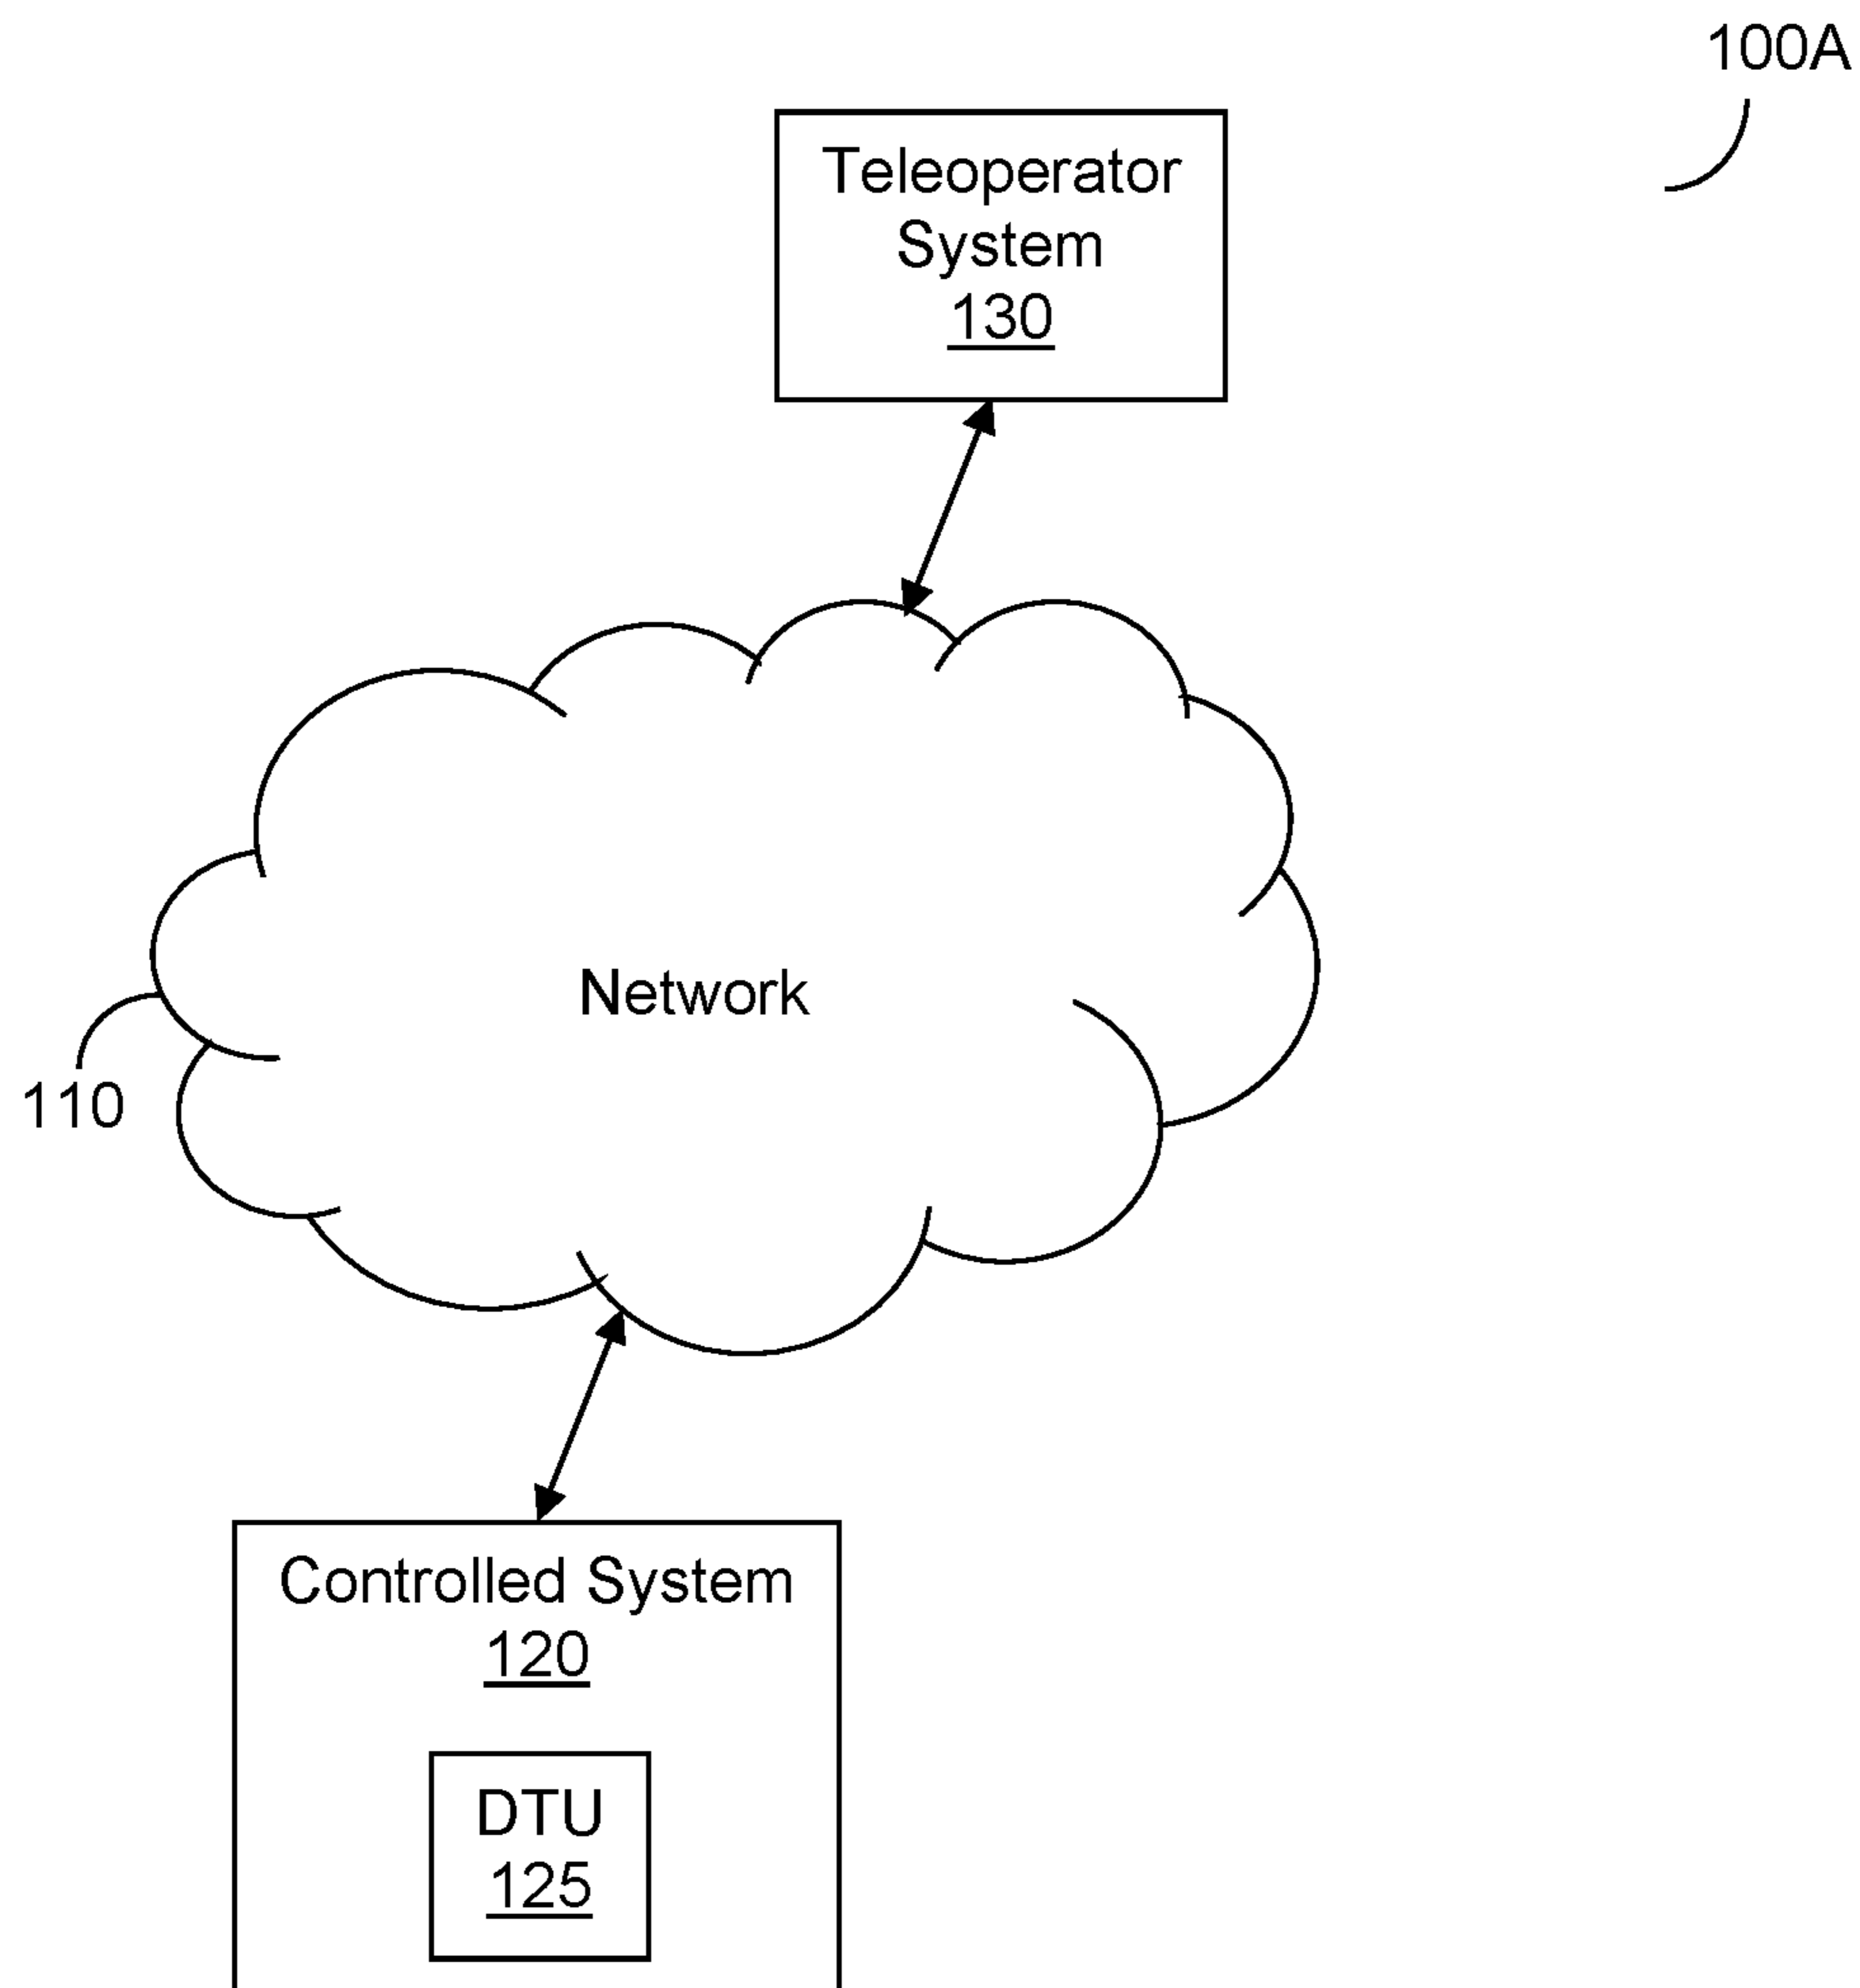 100A
Teleoperator
System
130
Network
110
Controlled System
120
DTU
125